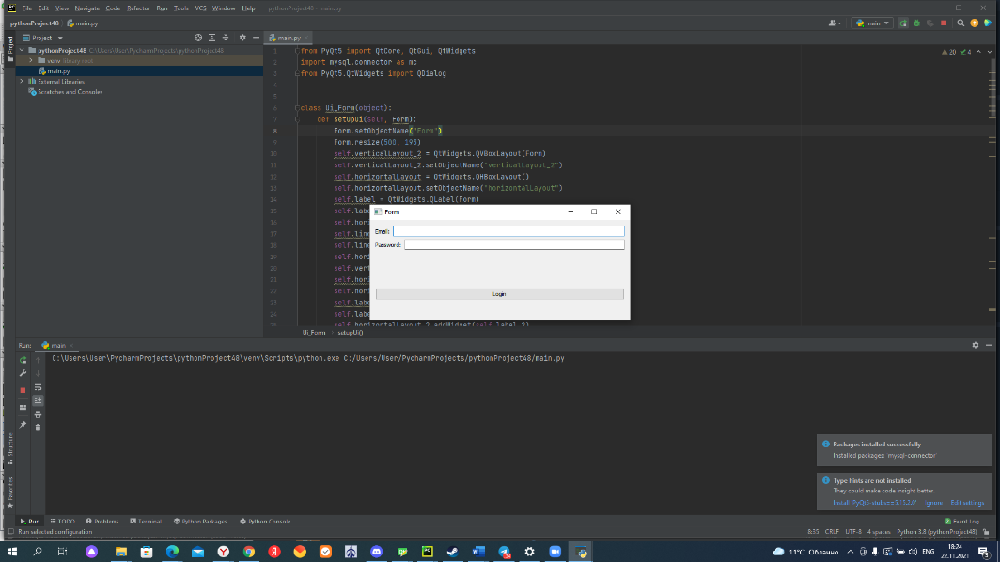 File Edit View Navigate Code Refactor Run Tools VCS Window Help pythonProject48 - main.py
pythonProject48 main.py
main
Project
main.py
pythonProject48 C:\Users\User\PycharmProjects\pythonProject48
venv library root
main.py
External Libraries
Scratches and Consoles
20 4
1 from PyQt5 import QtCore, QtGui, QtWidgets
2 import mysql.connector as mc
3 from PyQt5.QtWidgets import QDialog
4
5
6 class Ui_Form(object):
7 def setupUi(self, Form):
8 Form.setObjectName("Form")
9 Form.resize(500, 193)
10 self.verticalLayout_2 = QtWidgets.QVBoxLayout(Form)
11 self.verticalLayout_2.setObjectName("verticalLayout_2")
12 self.horizontalLayout = QtWidgets.QHBoxLayout()
13 self.horizontalLayout.setObjectName("horizontalLayout")
14 self.label = QtWidgets.QLabel(Form)
15 self.labe
16 self.hor
17 self.line
18 self.line
19 self.hori
20 self.vert
21 self.hor
22 self.hori
23 self.labe
24 self.labe
self.horizontalLayout_2.addWidget(self.label_2)
Form
Email:
Password:
Login
Ui_Form setupUi()
Run: main
C:\Users\User\PycharmProjects\pythonProject48\venv\Scripts\python.exe C:/Users/User/PycharmProjects/pythonProject48/main.py
Structure
Favorites
Packages installed successfully
Installed packages: 'mysql-connector'
Type hints are not installed
They could make code insight better.
Install 'PyQt5-stubs==5.15.2.0' Ignore Edit settings
Run TODO Problems Terminal Python Packages Python Console Event Log
Run selected configuration 8:35 CRLF UTF-8 4 spaces Python 3.8 (pythonProject48)
11°C Облачно ENG 18:24
22.11.2021